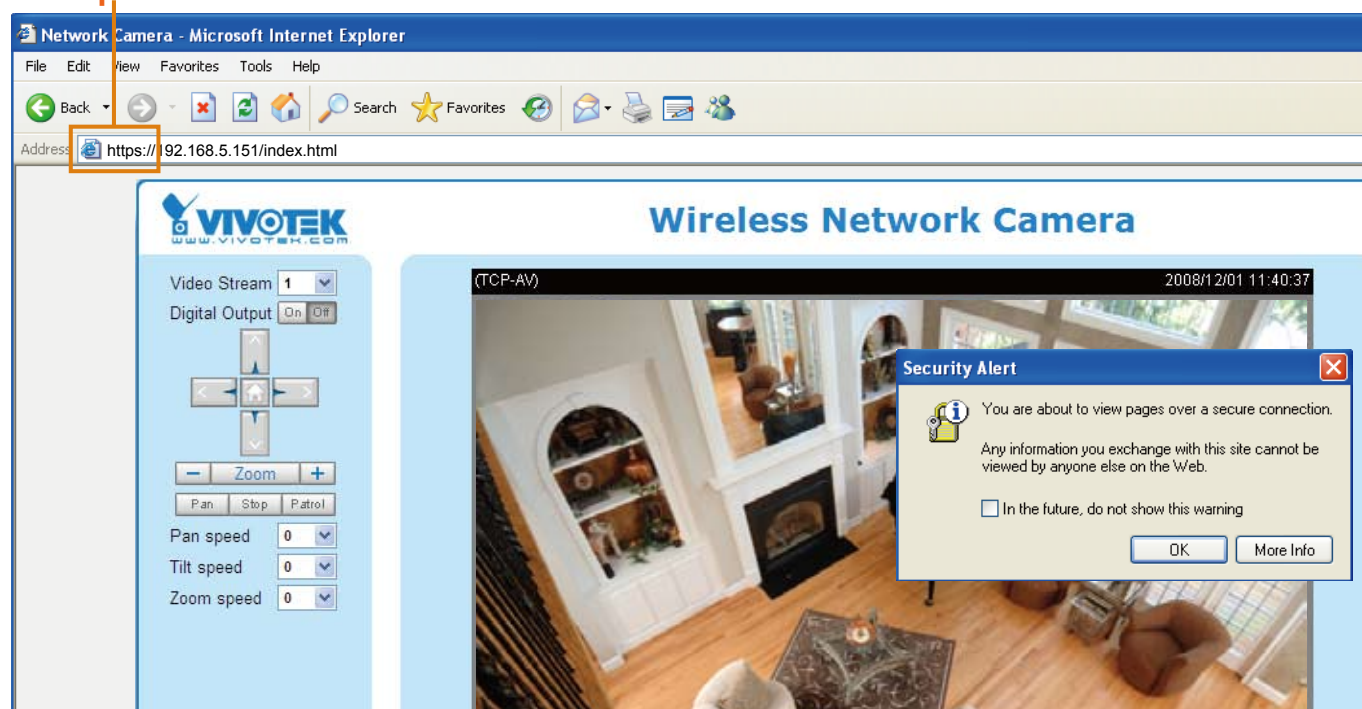 Network Camera - Microsoft Internet Explorer
File Edit View Favorites Tools Help
Back Search Favorites
Address https://192.168.5.151/index.html
VIVOTEK
www.vivotek.com
Wireless Network Camera
Video Stream 1
(TCP-AV) 2008/12/01 11:40:37
Digital Output On Off
Security Alert
You are about to view pages over a secure connection.
Any information you exchange with this site cannot be
viewed by anyone else on the Web.
In the future, do not show this warning
OK More Info
− Zoom +
Pan Stop Patrol
Pan speed 0
Tilt speed 0
Zoom speed 0